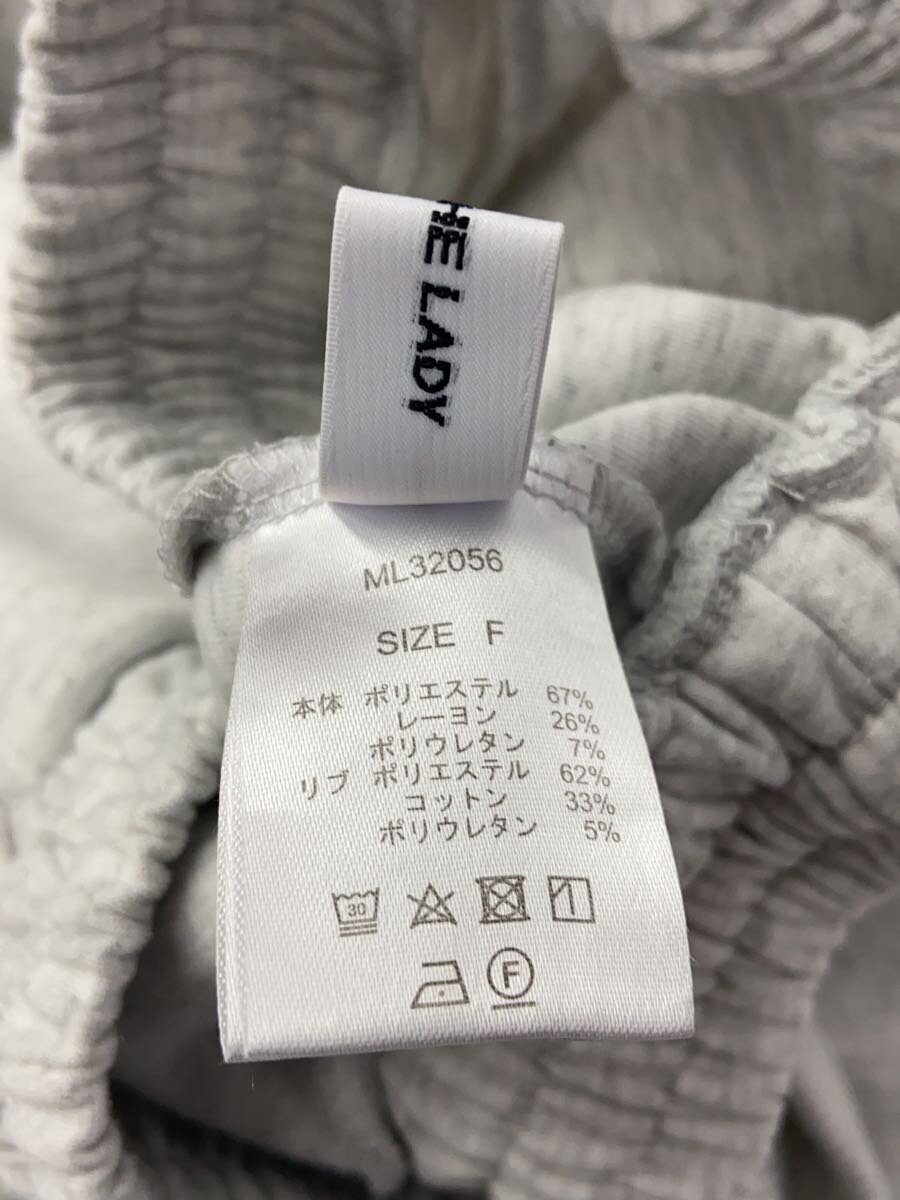 HE LADY
ML32056
SIZE F
本体 ポリエステル 67%
レーヨン 26%
ポリウレタン 7%
リブ ポリエステル 62%
コットン 33%
ポリウレタン 5%
30
F